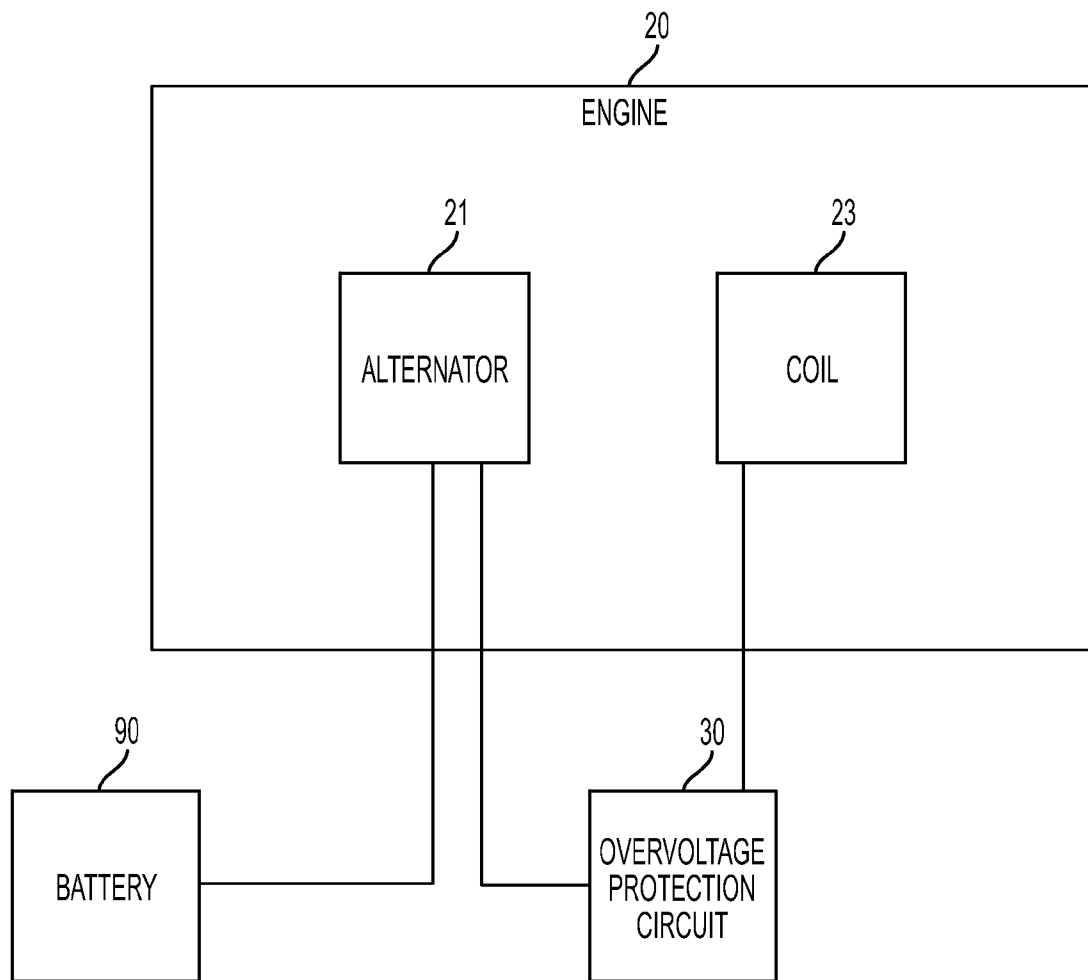 20
ENGINE
21
23
ALTERNATOR
COIL
90
30
BATTERY
OVERVOLTAGE
PROTECTION
CIRCUIT